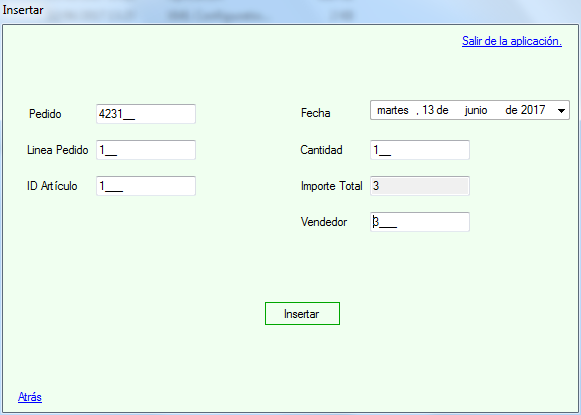 Insertar
Salir de la aplicación.
Pedido 4231__ Fecha martes , 13 de junio de 2017
Linea Pedido 1__ Cantidad 1__
ID Artículo 1___ Importe Total 3
Vendedor 3___
Insertar
Atrás